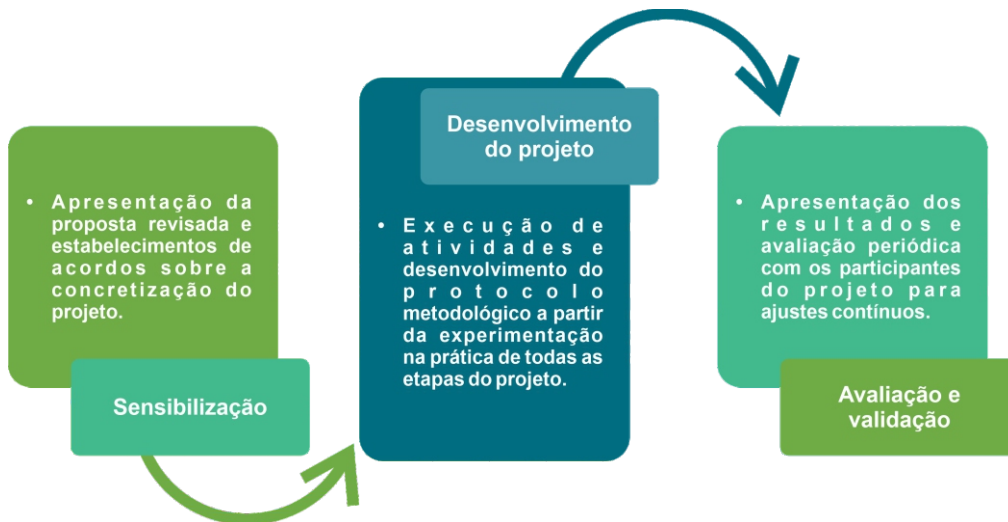 • Apresentação da
proposta revisada e
estabelecimentos de
acordos sobre a
concretização do
projeto.
Sensibilização
Desenvolvimento
do projeto
• Execução de
atividades e
desenvolvimento do
protocolo
metodológico a partir
da experimentação
na prática de todas as
etapas do projeto.
• Apresentação dos
resultados e
avaliação periódica
com os participantes
do projeto para
ajustes contínuos.
Avaliação e
validação